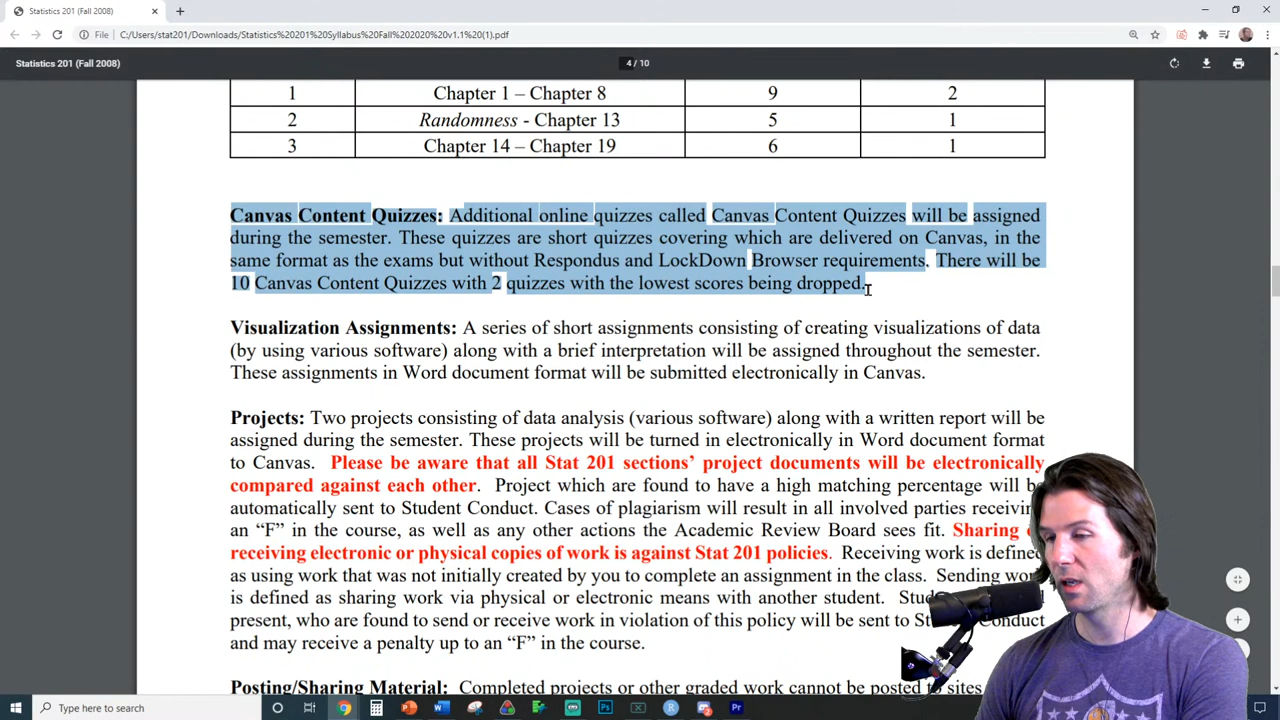 Statistics 201 (Fall 2008)
File
C:/Users/stat201/Downloads/Statistics%20201%20Syllabus%20Fall%202020%20v1.1%20(1).pdf
Statistics 201 (Fall 2008)
4 / 10
1 Chapter 1 – Chapter 8 9 2
2 Randomness - Chapter 13 5 1
3 Chapter 14 – Chapter 19 6 1
Canvas Content Quizzes: Additional online quizzes called Canvas Content Quizzes will be assigned
during the semester. These quizzes are short quizzes covering which are delivered on Canvas, in the
same format as the exams but without Respondus and LockDown Browser requirements. There will be
10 Canvas Content Quizzes with 2 quizzes with the lowest scores being dropped.
Visualization Assignments: A series of short assignments consisting of creating visualizations of data
(by using various software) along with a brief interpretation will be assigned throughout the semester.
These assignments in Word document format will be submitted electronically in Canvas.
Projects: Two projects consisting of data analysis (various software) along with a written report will be
assigned during the semester. These projects will be turned in electronically in Word document format
to Canvas. Please be aware that all Stat 201 sections’ project documents will be electronically
compared against each other. Project which are found to have a high matching percentage will be
automatically sent to Student Conduct. Cases of plagiarism will result in all involved parties receiving
an “F” in the course, as well as any other actions the Academic Review Board sees fit. Sharing
receiving electronic or physical copies of work is against Stat 201 policies. Receiving work is defined
as using work that was not initially created by you to complete an assignment in the class. Sending work
is defined as sharing work via physical or electronic means with another student.
present, who are found to send or receive work in violation of this policy will be sent to Conduct
and may receive a penalty up to an “F” in the course.
Posting/Sharing Material: Completed projects or other graded work cannot be posted to sites
Type here to search